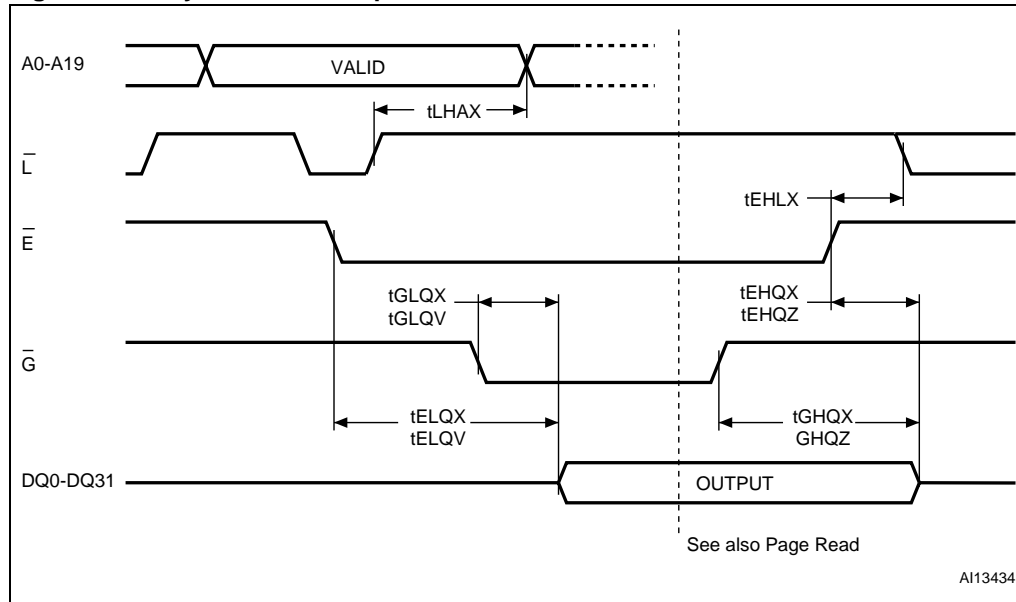 A0-A19
VALID
tLHAX
L
tEHLX
E
tGLQX
tGLQV
tEHQX
tEHQZ
G
tELQX
tELQV
tGHQX
GHQZ
DQ0-DQ31
OUTPUT
See also Page Read
AI13434